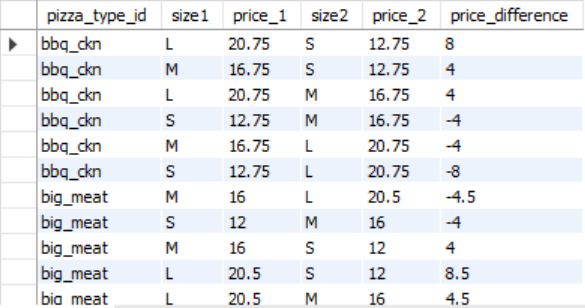 pizza_type_id size1 price_1 size2 price_2 price_difference
bbq_ckn L 20.75 S 12.75 8
bbq_ckn M 16.75 S 12.75 4
bbq_ckn L 20.75 M 16.75 4
bbq_ckn S 12.75 M 16.75 -4
bbq_ckn M 16.75 L 20.75 -4
bbq_ckn S 12.75 L 20.75 -8
big_meat M 16 L 20.5 -4.5
big_meat S 12 M 16 -4
big_meat M 16 S 12 4
big_meat L 20.5 S 12 8.5
big_meat L 20.5 M 16 4.5